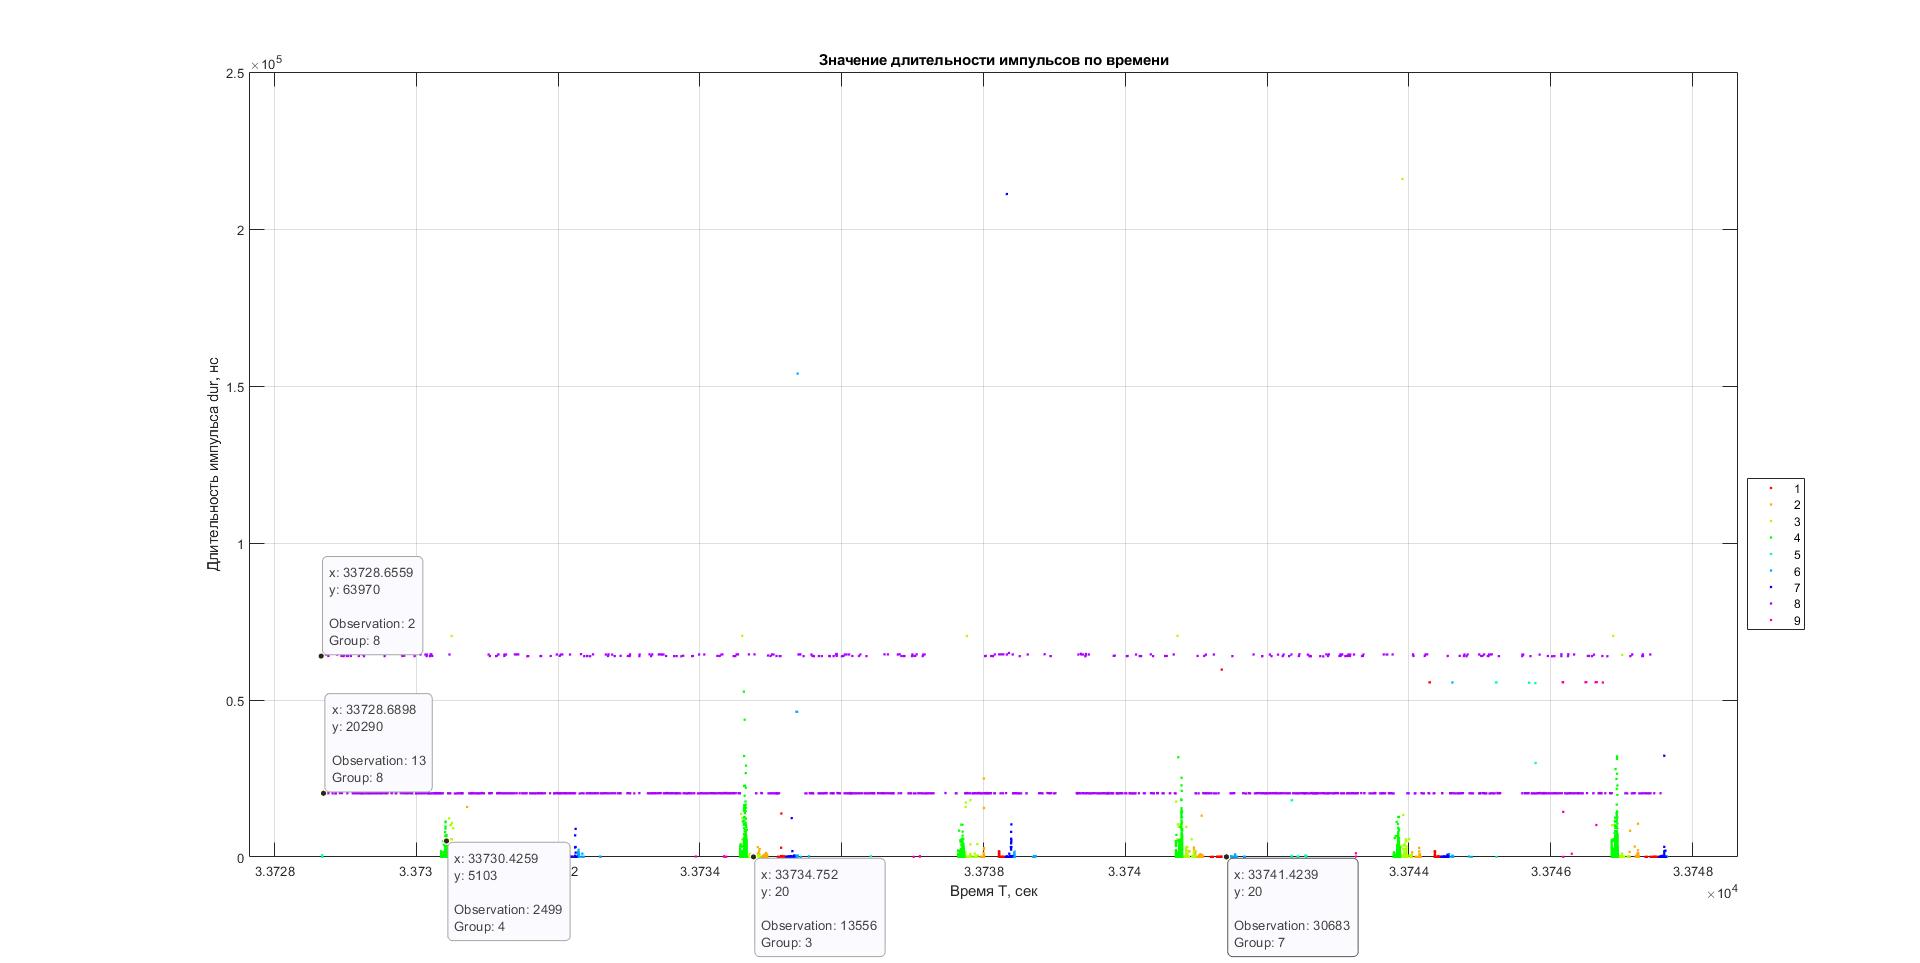 Значение длительности импульсов по времени
×10⁵
2.5
2
1.5
1
0.5
0
Длительность импульса dur, нс
x: 33728.6559
y: 63970
Observation: 2
Group: 8
x: 33728.6898
y: 20290
Observation: 13
Group: 8
1
2
3
4
5
6
7
8
9
3.3728
3.373
2
3.3734
3.3738
3.374
3.3744
3.3746
3.3748
×10⁴
x: 33730.4259
y: 5103
Observation: 2499
Group: 4
x: 33734.752
y: 20
Observation: 13556
Group: 3
x: 33741.4239
y: 20
Observation: 30683
Group: 7
Время T, сек